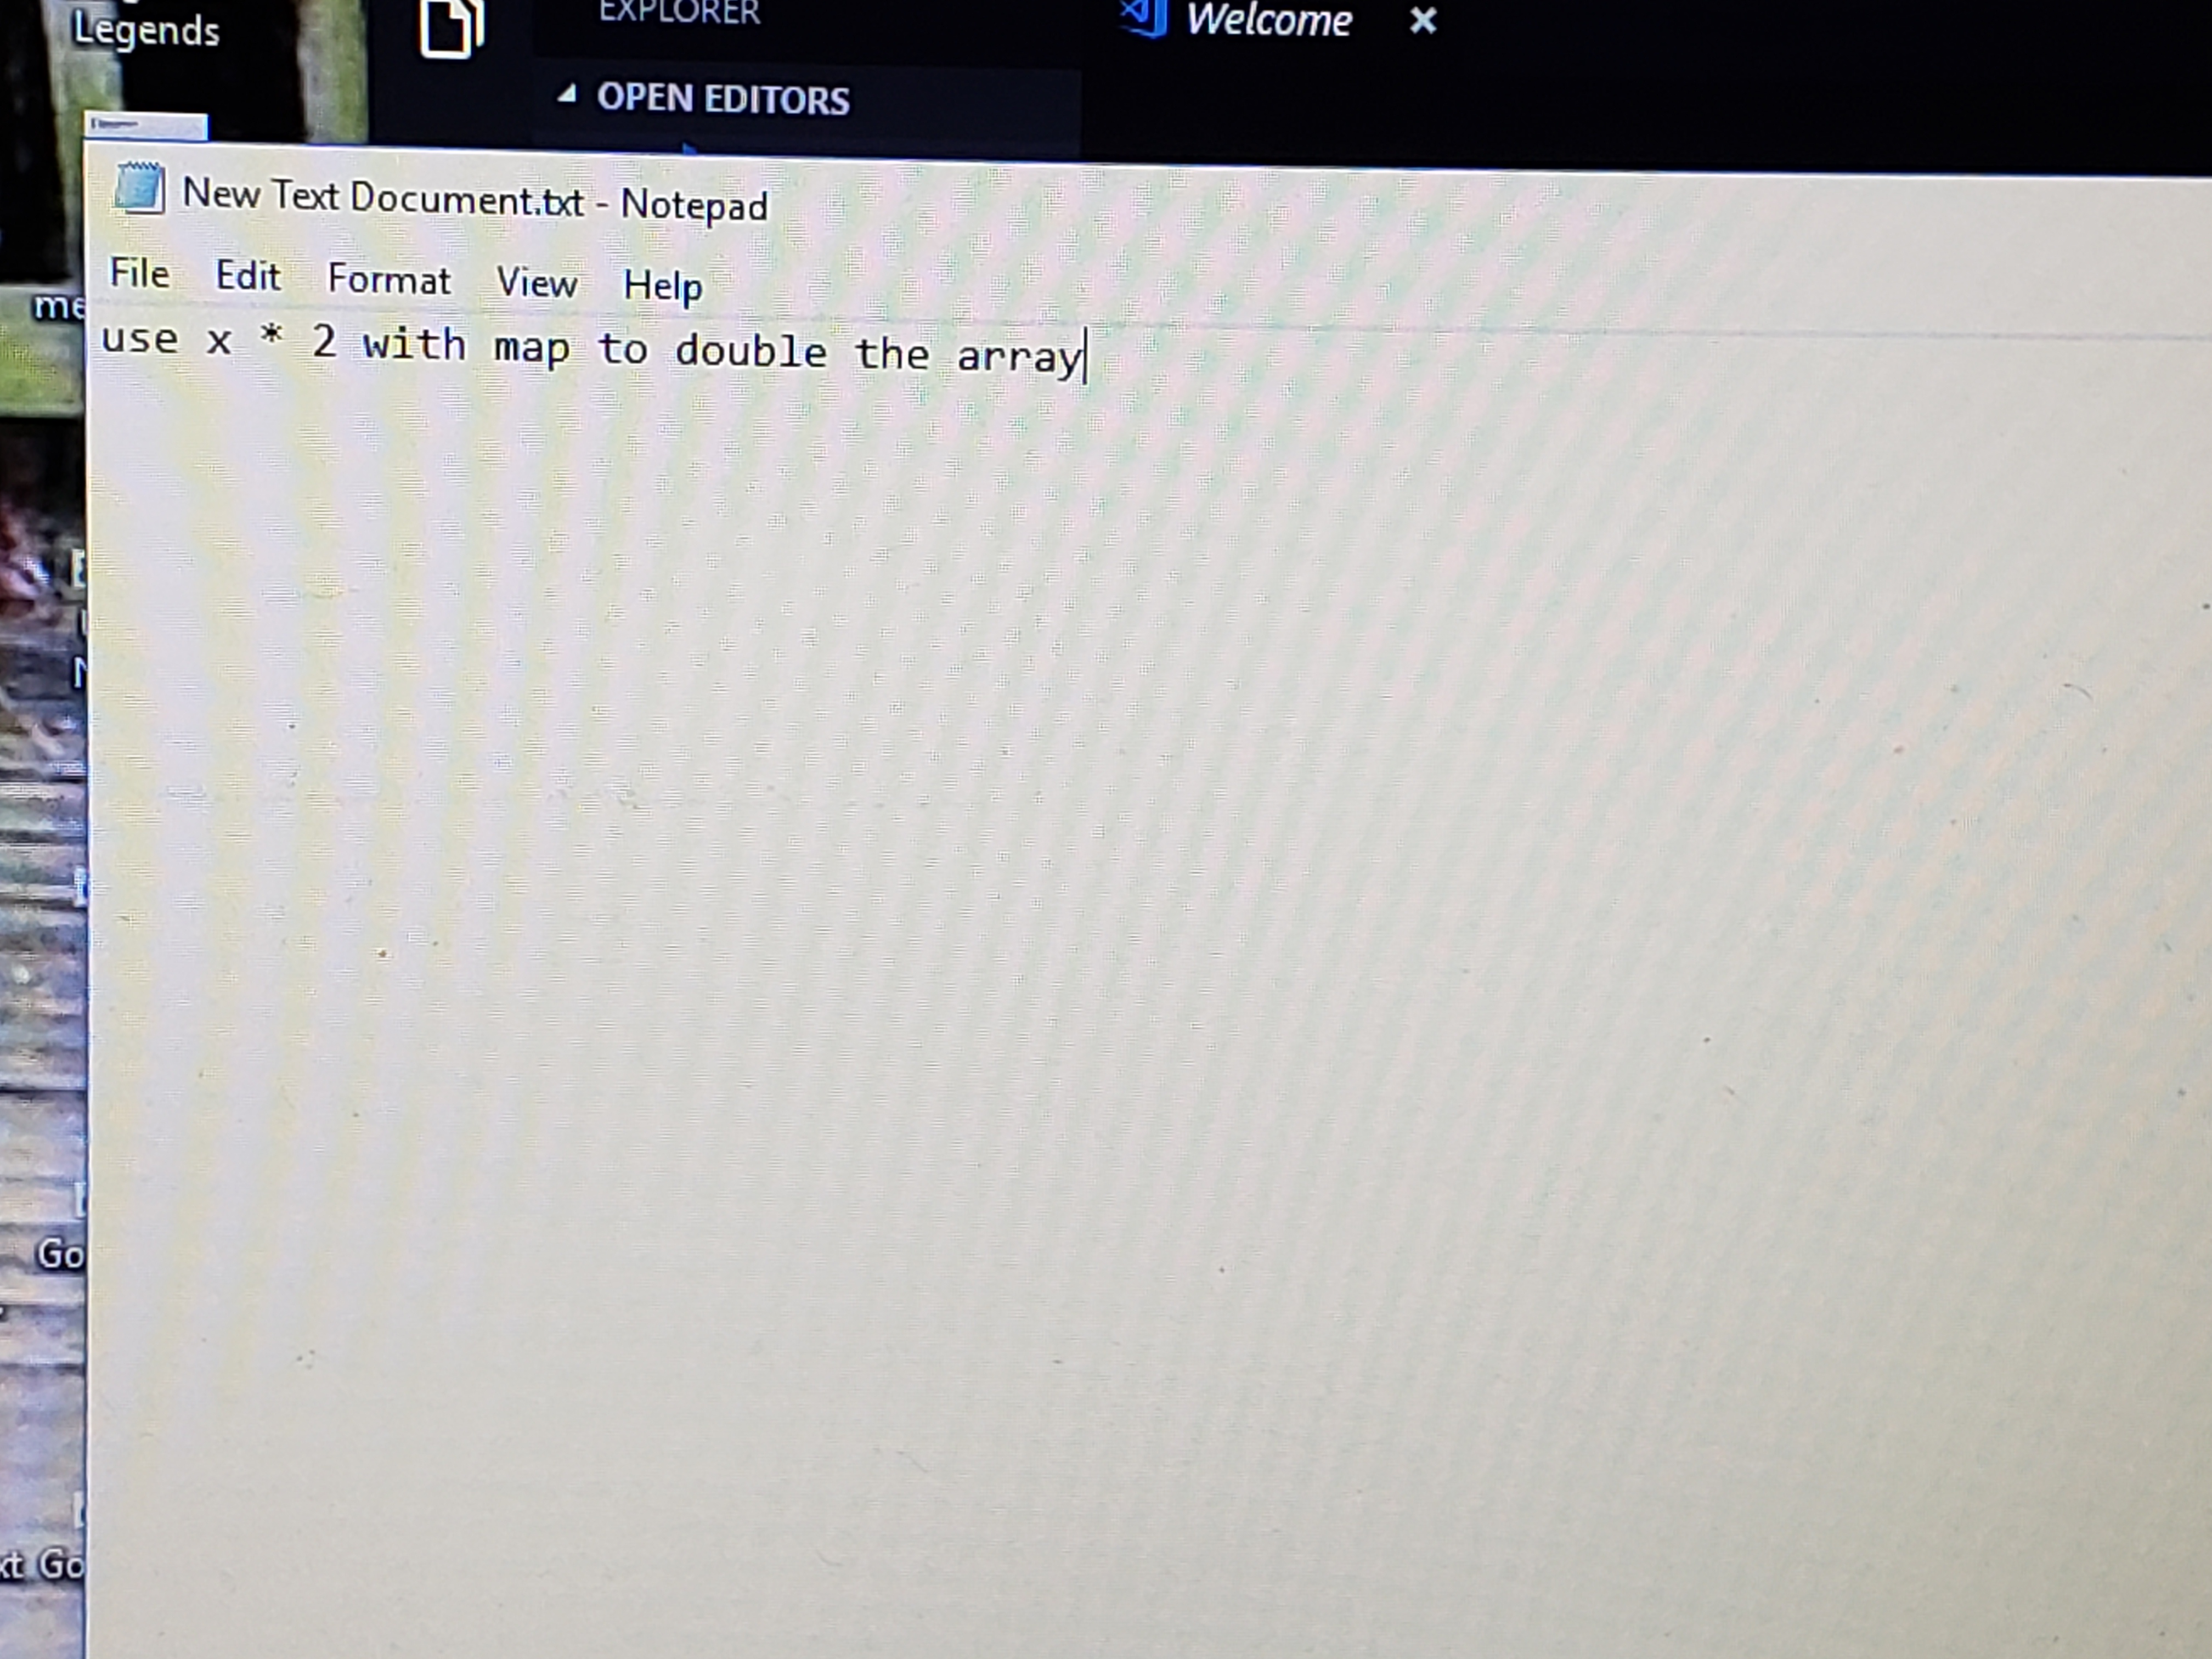 Legends
EXPLORER
Welcome
OPEN EDITORS
New Text Document.txt - Notepad
File Edit Format View Help
me
use x * 2 with map to double the array
Go
xt Go